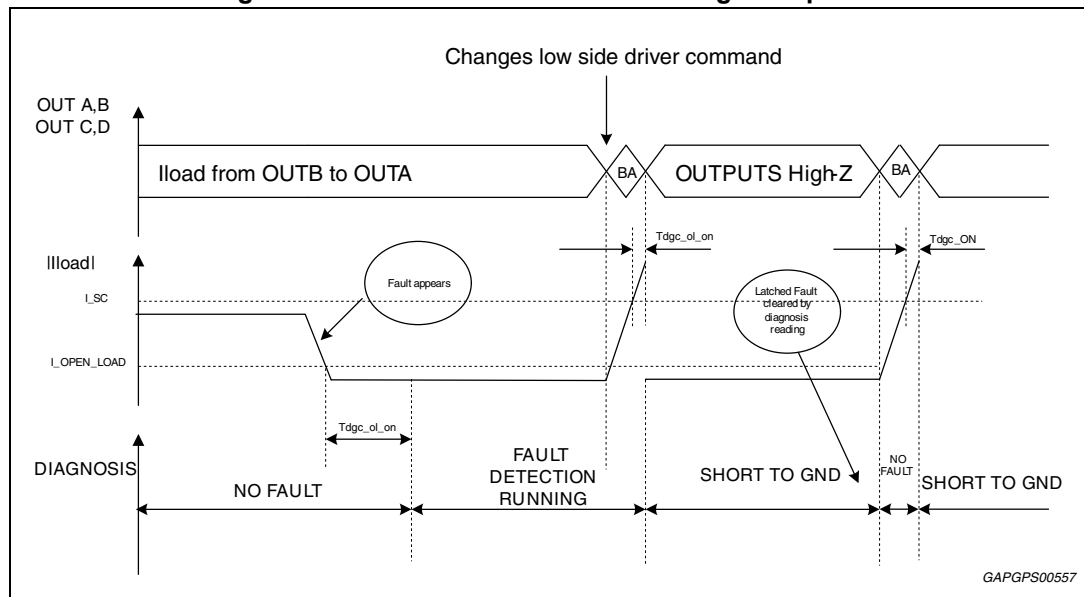 Changes low side driver command
OUT A,B
OUT C,D
Iload from OUTB to OUTA
BA
OUTPUTS High-Z
BA
Tdgc_ol_on
Tdgc_ON
|Iload|
I_SC
Fault appears
Latched Fault
cleared by
diagnosis
reading
I_OPEN_LOAD
Tdgc_ol_on
DIAGNOSIS
NO FAULT
FAULT
DETECTION
RUNNING
SHORT TO GND
NO
FAULT
SHORT TO GND
GAPGPS00557